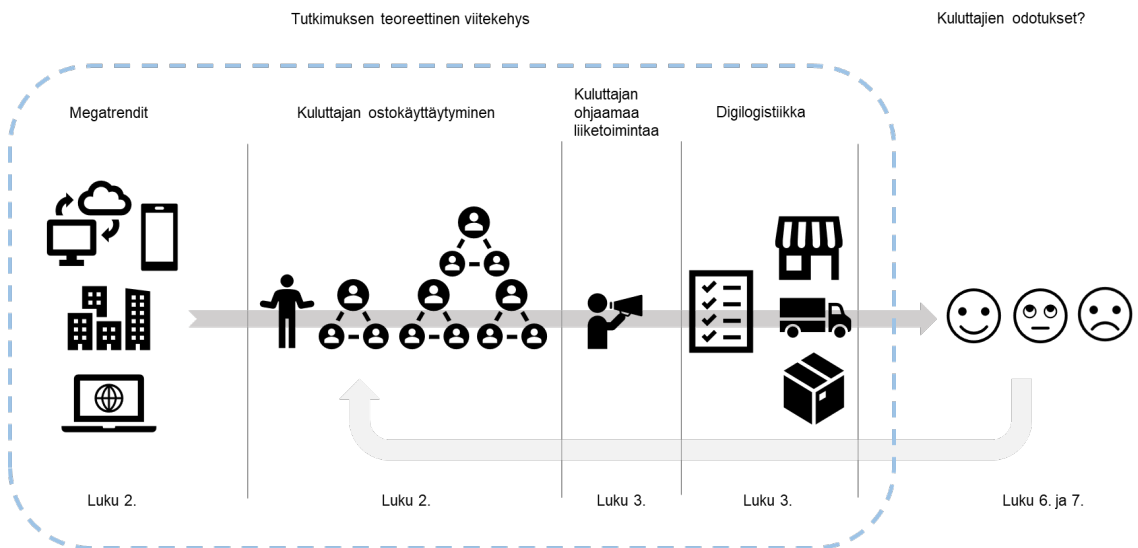 Tutkimuksen teoreettinen viitekehys
Kuluttajien odotukset?
Megatrendit
Kuluttajan ostokäyttäytyminen
Kuluttajan
ohjaamaa
liiketoimintaa
Digilogistiikka
Luku 2.
Luku 2.
Luku 3.
Luku 3.
Luku 6. ja 7.